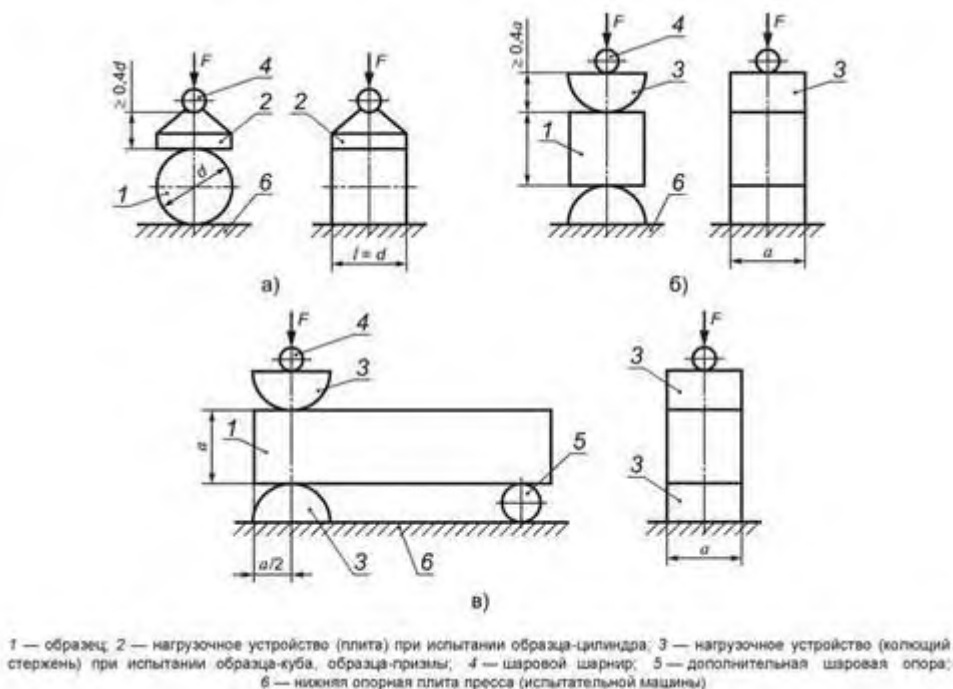 F
F
≥ 0,4d
4
2
2
d
1
6
l = d
а)
F
F
≥ 0,4a
4
3
3
1
6
a
б)
F
4
3
a
1
5
a/2
3
6
F
3
3
a
в)
1 — образец; 2 — нагрузочное устройство (плита) при испытании образца-цилиндра; 3 — нагрузочное устройство (колющий
стержень) при испытании образца-куба, образца-призмы; 4 — шаровой шарнир; 5 — дополнительная шаровая опора;
6 — нижняя опорная плита пресса (испытательной машины)